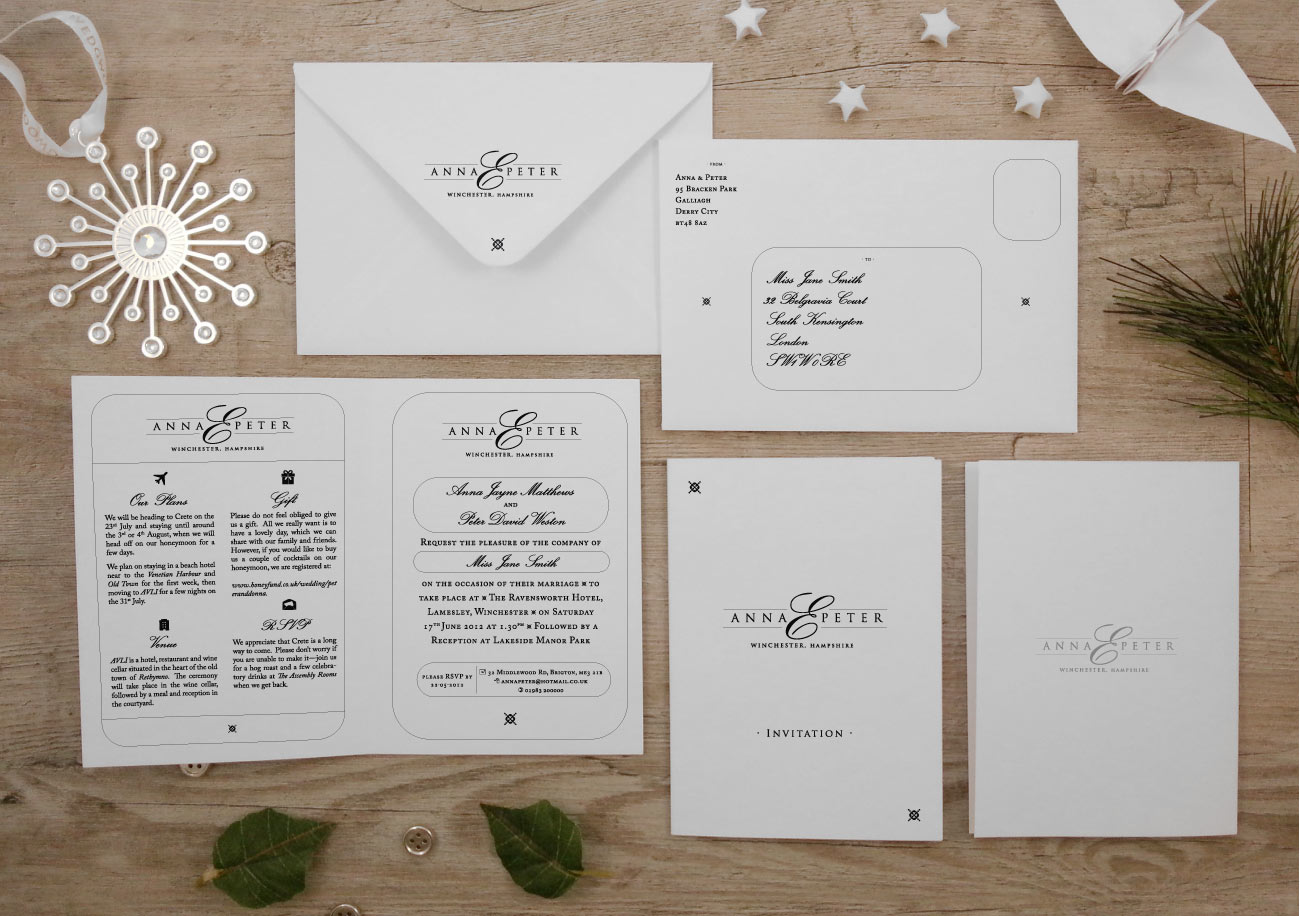 ANNA E PETER
WINCHESTER, HAMPSHIRE
· FROM ·
ANNA & PETER
95 BRACKEN PARK
GALLIAGH
DERRY CITY
BT48 8AZ
· TO ·
Miss Jane Smith
32 Belgravia Court
South Kensington
London
SW1W 0RE
ANNA E PETER
WINCHESTER, HAMPSHIRE
Our Plans
We will be heading to Crete on the
23rd July and staying until around
the 3rd or 4th August, when we will
head off on our honeymoon for a
few days.
We plan on staying in a beach hotel
near to the Venetian Harbour and
Old Town for the first week, then
moving to AVLI for a few nights on
the 31st July.
Venue
AVLI is a hotel, restaurant and wine
cellar situated in the heart of the old
town of Rethymno. The ceremony
will take place in the wine cellar,
followed by a meal and reception in
the courtyard.
Gift
Please do not feel obliged to give
us a gift. All we really want is to
have a lovely day, which we can
share with our family and friends.
However, if you would like to buy
us a couple of cocktails on our
honeymoon, we are registered at:
www.honeyfund.co.uk/wedding/pet
eranddonna.
RSVP
We appreciate that Crete is a long
way to come. Please don't worry if
you are unable to make it—join us
for a hog roast and a few celebra-
tory drinks at The Assembly Rooms
when we get back.
ANNA E PETER
WINCHESTER, HAMPSHIRE
Anna Jayne Matthews
AND
Peter David Weston
REQUEST THE PLEASURE OF THE COMPANY OF
Miss Jane Smith
ON THE OCCASION OF THEIR MARRIAGE TO
TAKE PLACE AT THE RAVENSWORTH HOTEL,
LAMESLEY, WINCHESTER ON SATURDAY
17TH JUNE 2012 AT 1.30PM FOLLOWED BY A
RECEPTION AT LAKESIDE MANOR PARK
PLEASE RSVP BY
22·05·2012
32 MIDDLEWOOD RD, BRIGTON, ME3 21B
ANNAPETER@HOTMAIL.CO.UK
01983 200000
ANNA E PETER
WINCHESTER, HAMPSHIRE
· INVITATION ·
ANNA E PETER
WINCHESTER, HAMPSHIRE